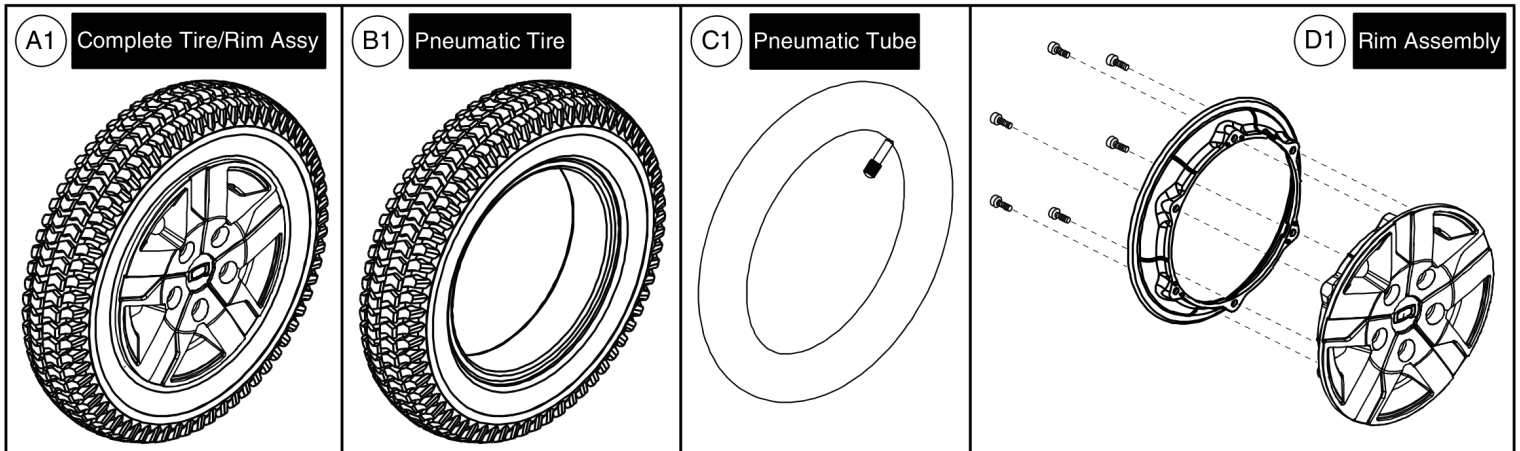 A1 Complete Tire/Rim Assy
B1 Pneumatic Tire
C1 Pneumatic Tube
D1 Rim Assembly